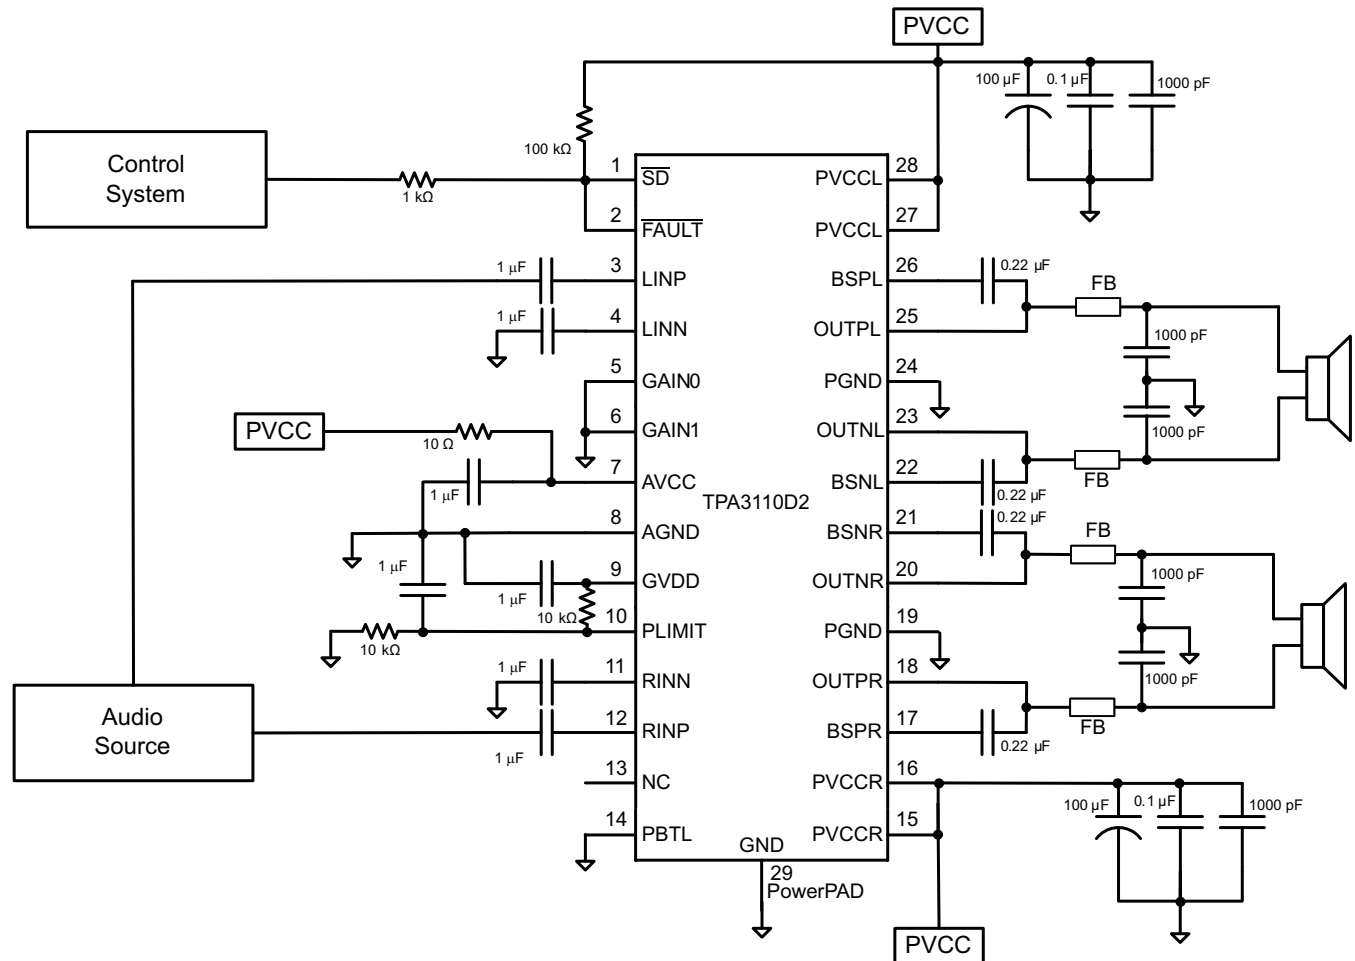 PVCC
100 µF
0.1 µF
1000 pF
Control
System
100 kΩ
1 kΩ
1
SD
28
PVCCL
2
FAULT
27
PVCCL
1 µF
3
LINP
26
BSPL
0.22 µF
FB
1 µF
4
LINN
25
OUTPL
1000 pF
5
GAIN0
24
PGND
PVCC
10 Ω
6
GAIN1
23
OUTNL
1000 pF
1 µF
7
AVCC
22
BSNL
0.22 µF
FB
TPA3110D2
8
AGND
21
BSNR
0.22 µF
FB
1 µF
1 µF
9
GVDD
20
OUTNR
1000 pF
10 kΩ
10 kΩ
10
PLIMIT
19
PGND
1 µF
11
RINN
18
OUTPR
1000 pF
Audio
Source
1 µF
12
RINP
17
BSPR
0.22 µF
FB
13
NC
16
PVCCR
100 µF
0.1 µF
1000 pF
14
PBTL
15
PVCCR
GND
29
PowerPAD
PVCC